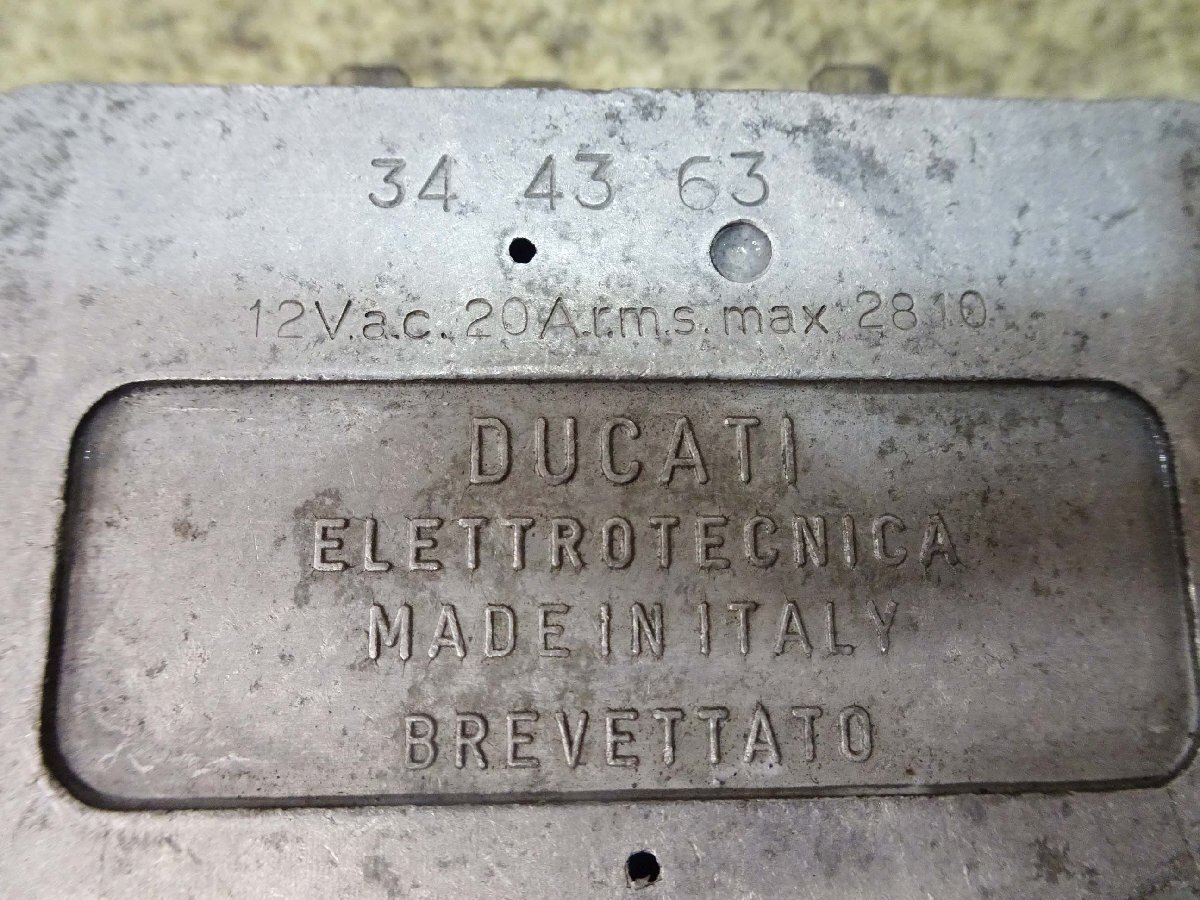 34 43 63
12V.a.c. 20A.r.m.s. max 2810
DUCATI
ELETTROTECNICA
MADE IN ITALY
BREVETTATO